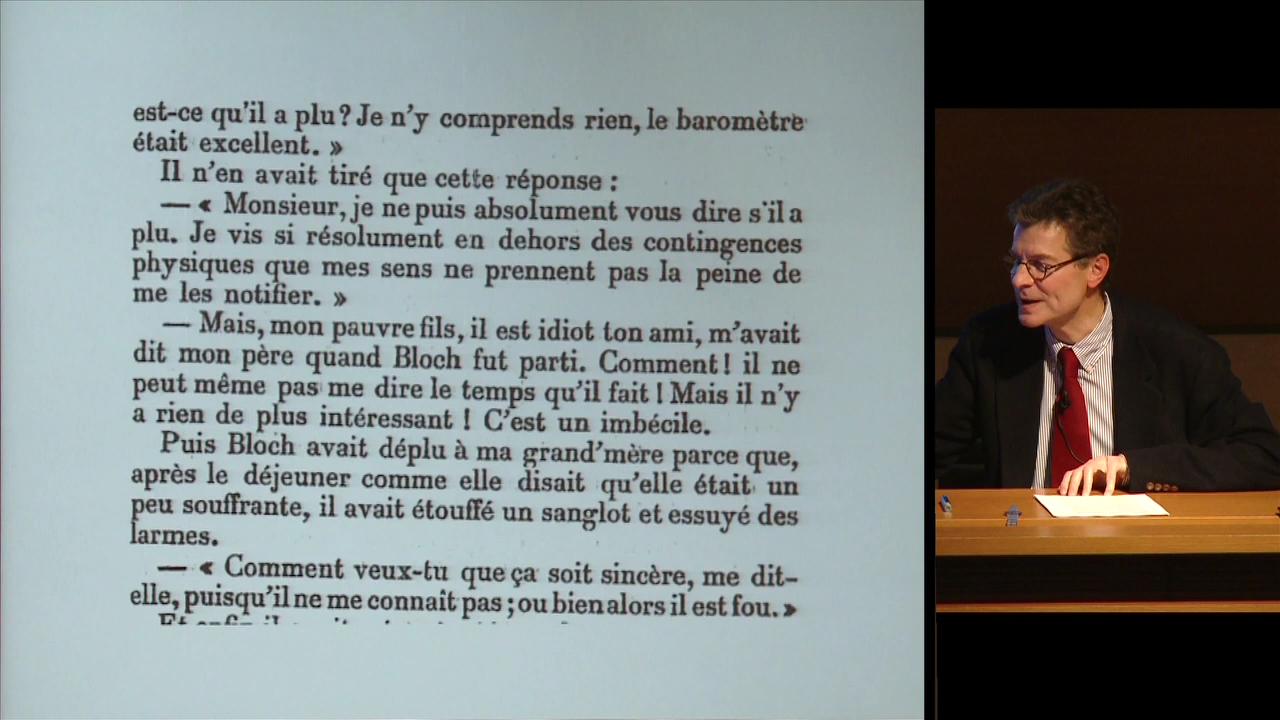 est-ce qu'il a plu? Je n'y comprends rien, le baromètre
était excellent. »
Il n'en avait tiré que cette réponse :
— « Monsieur, je ne puis absolument vous dire s'il a
plu. Je vis si résolument en dehors des contingences
physiques que mes sens ne prennent pas la peine de
me les notifier. »
— Mais, mon pauvre fils, il est idiot ton ami, m'avait
dit mon père quand Bloch fut parti. Comment! il ne
peut même pas me dire le temps qu'il fait ! Mais il n'y
a rien de plus intéressant ! C'est un imbécile.
Puis Bloch avait déplu à ma grand'mère parce que,
après le déjeuner comme elle disait qu'elle était un
peu souffrante, il avait étouffé un sanglot et essuyé des
larmes.
— « Comment veux-tu que ça soit sincère, me dit-
elle, puisqu'il ne me connaît pas ; ou bien alors il est fou. »
Et enfin il